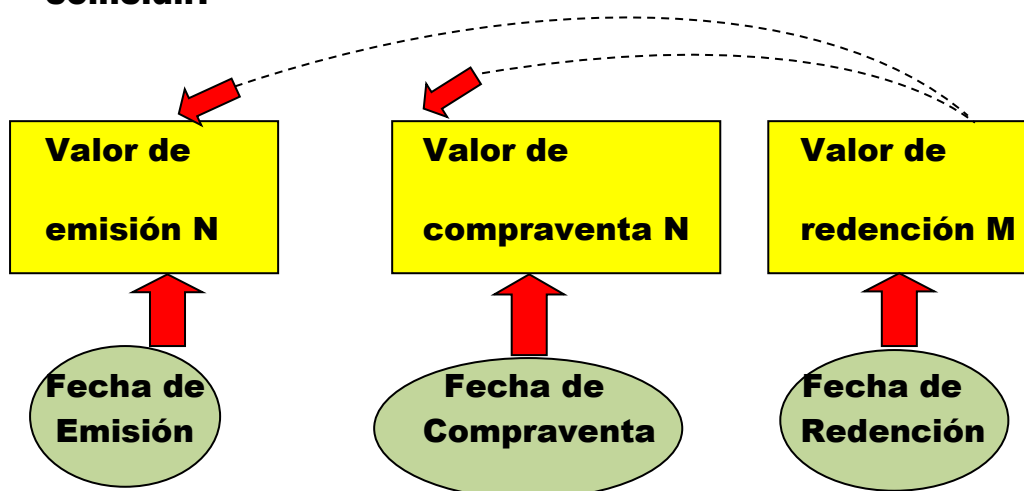 Valor de
emisión N
Valor de
compraventa N
Valor de
redención M
Fecha de
Emisión
Fecha de
Compraventa
Fecha de
Redención